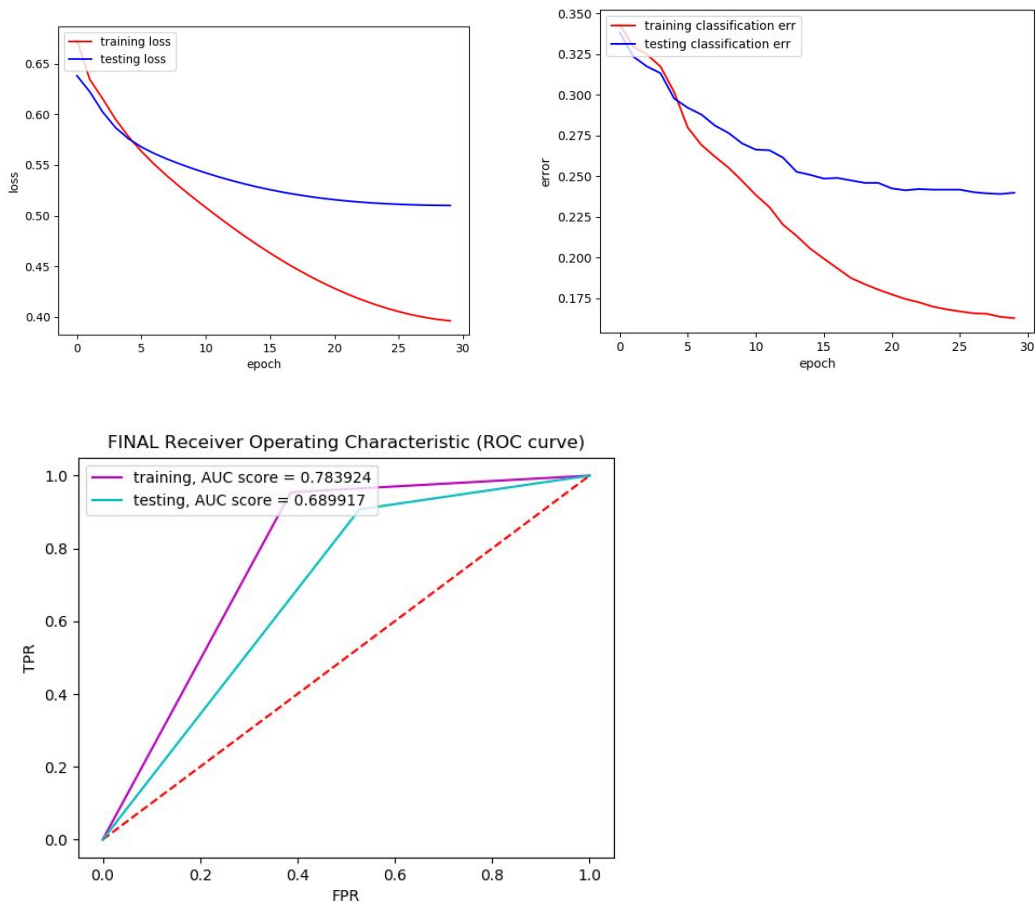 training loss
testing loss
0.65
0.60
0.55
0.50
0.45
0.40
loss
0 5 10 15 20 25 30
epoch
training classification err
testing classification err
0.350
0.325
0.300
0.275
0.250
0.225
0.200
0.175
error
0 5 10 15 20 25 30
epoch
FINAL Receiver Operating Characteristic (ROC curve)
training, AUC score = 0.783924
testing, AUC score = 0.689917
1.0
0.8
0.6
0.4
0.2
0.0
TPR
0.0 0.2 0.4 0.6 0.8 1.0
FPR